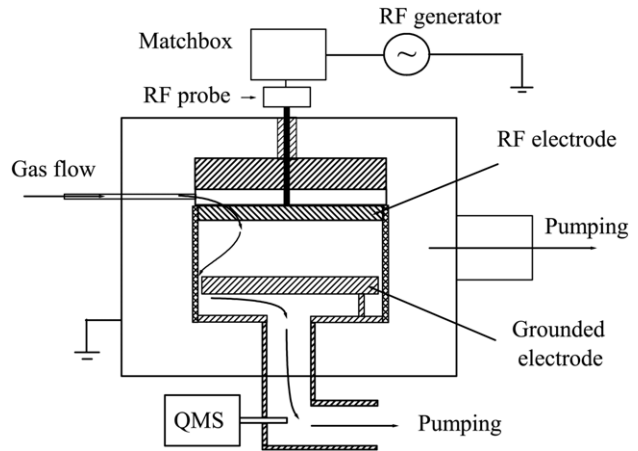 RF generator
Matchbox
~
RF probe
RF electrode
Gas flow
Pumping
Grounded
electrode
QMS
Pumping